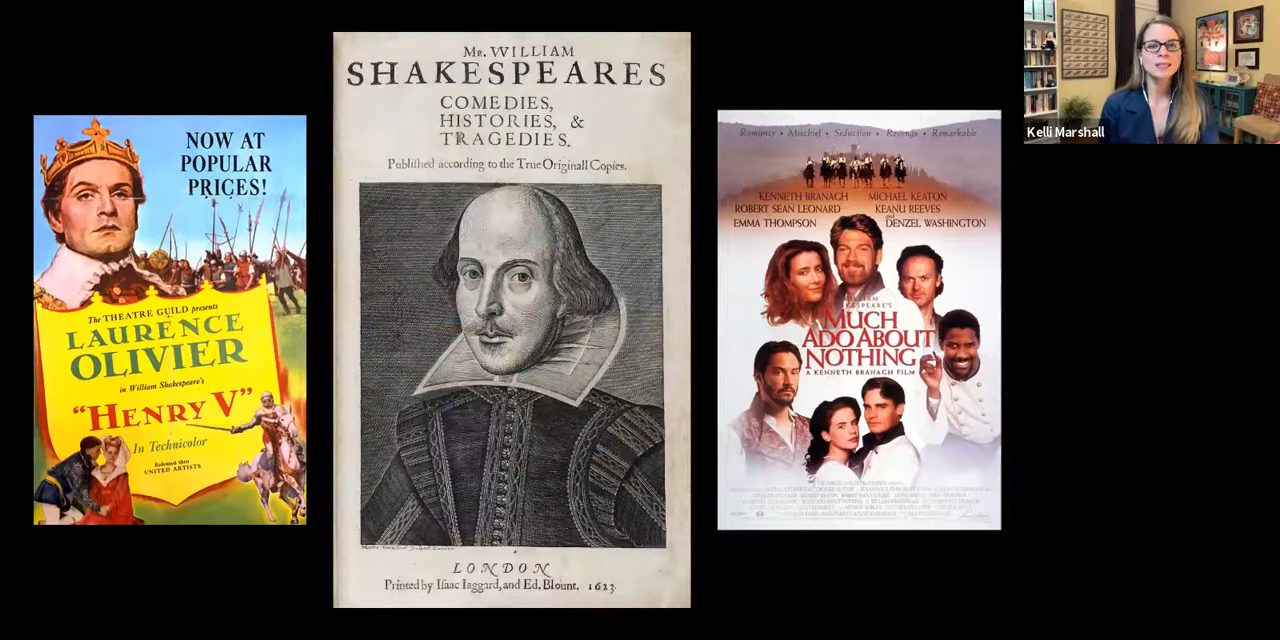 NOW AT
POPULAR
PRICES!
The THEATRE GUILD presents
LAURENCE
OLIVIER
in William Shakespeare's
"HENRY V"
In Technicolor
Released thru
UNITED ARTISTS
Mr. WILLIAM
SHAKESPEARES
COMEDIES,
HISTORIES, &
TRAGEDIES.
Published according to the True Originall Copies.
LONDON
Printed by Isaac Iaggard, and Ed. Blount. 1623.
Romance • Mischief • Seduction • Revenge • Remarkable
KENNETH BRANAGH MICHAEL KEATON
ROBERT SEAN LEONARD KEANU REEVES
EMMA THOMPSON and DENZEL WASHINGTON
MUCH
ADO ABOUT
NOTHING
A KENNETH BRANAGH FILM
Kelli Marshall